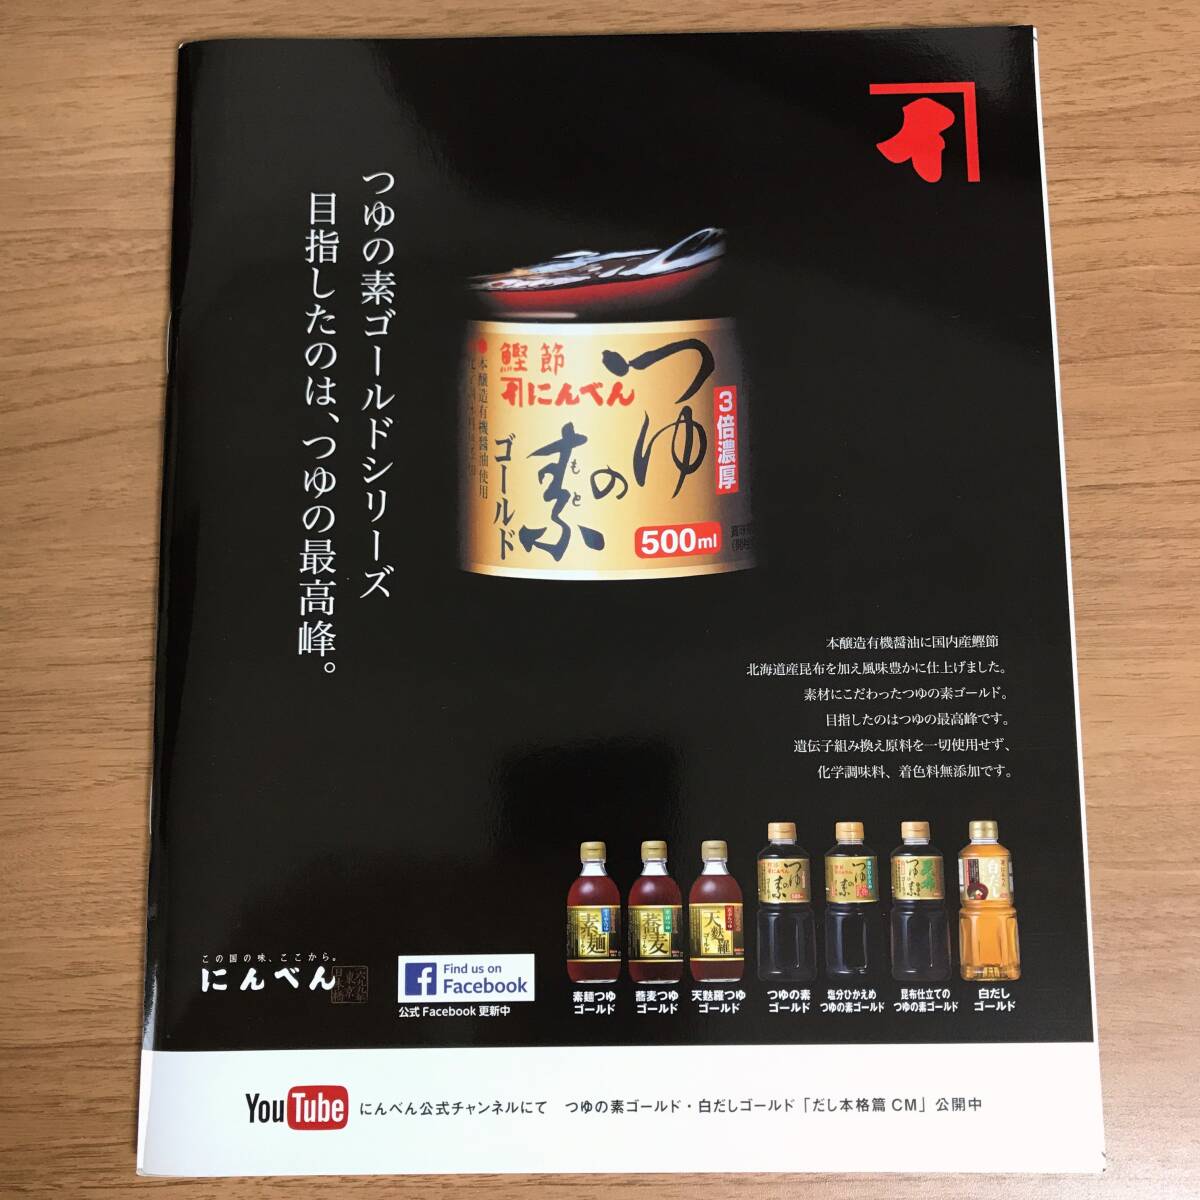 つゆの素ゴールドシリーズ
目指したのは、つゆの最高峰。
鰹節
にんべん
つゆの素
もと
ゴールド
本醸造有機醤油使用
3倍濃厚
500ml
本醸造有機醤油に国内産鰹節
北海道産昆布を加え風味豊かに仕上げました。
素材にこだわったつゆの素ゴールド。
目指したのはつゆの最高峰です。
遺伝子組み換え原料を一切使用せず、
化学調味料、着色料無添加です。
素麺つゆ
ゴールド
蕎麦つゆ
ゴールド
天麩羅つゆ
ゴールド
つゆの素
ゴールド
塩分ひかえめ
つゆの素ゴールド
昆布仕立ての
つゆの素ゴールド
白だし
ゴールド
この国の味、ここから。
にんべん
Find us on
Facebook
公式 Facebook 更新中
YouTube にんべん公式チャンネルにて つゆの素ゴールド・白だしゴールド「だし本格篇 CM」公開中